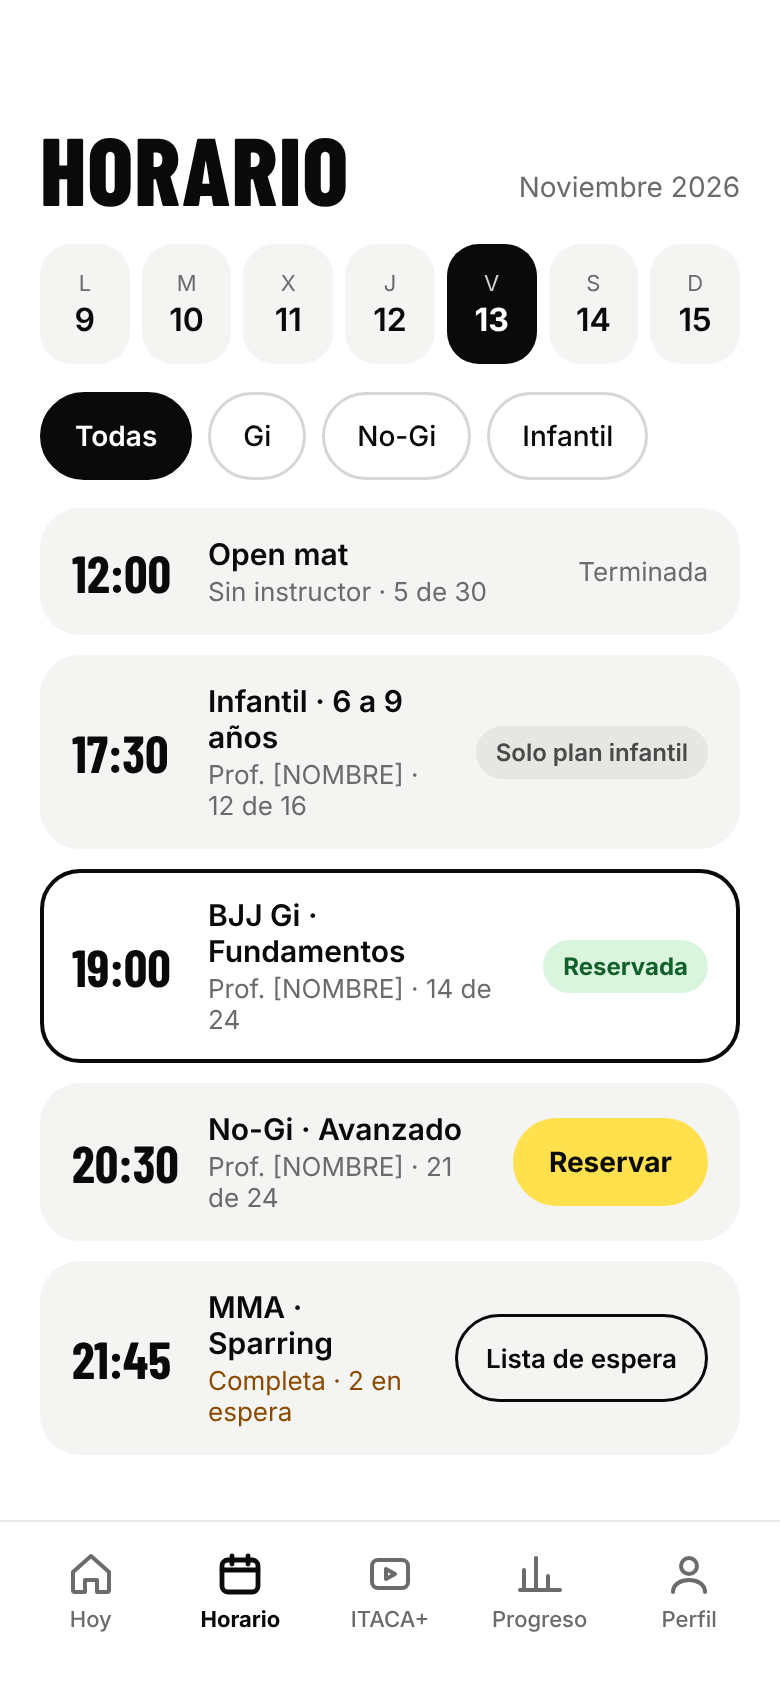 HORARIO
Noviembre 2026
L M X J V S D
9 10 11 12 13 14 15
Todas Gi No-Gi Infantil
12:00
Open mat
Sin instructor · 5 de 30
Terminada
17:30
Infantil · 6 a 9
años
Prof. [NOMBRE] ·
12 de 16
Solo plan infantil
19:00
BJJ Gi ·
Fundamentos
Prof. [NOMBRE] · 14 de
24
Reservada
20:30
No-Gi · Avanzado
Prof. [NOMBRE] · 21
de 24
Reservar
21:45
MMA ·
Sparring
Completa · 2 en
espera
Lista de espera
Hoy Horario ITACA+ Progreso Perfil